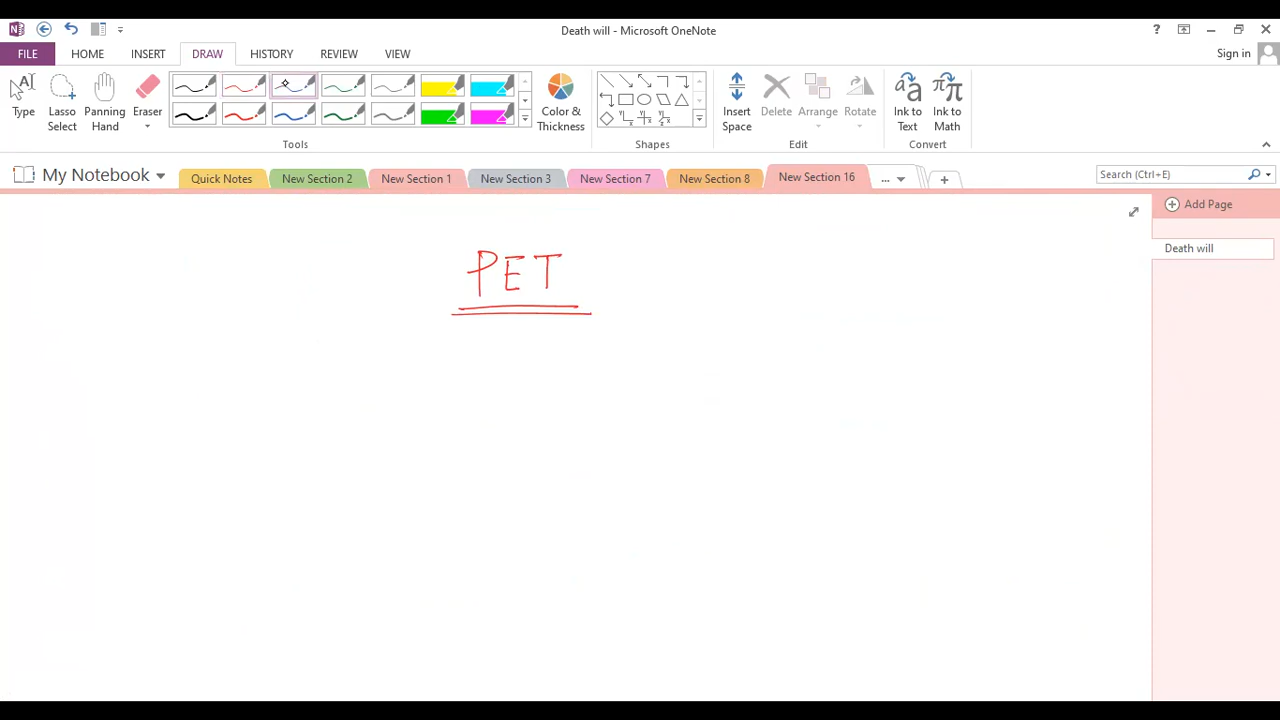 Death will - Microsoft OneNote
FILE HOME INSERT DRAW HISTORY REVIEW VIEW Sign in
Type
Lasso Select
Panning Hand
Eraser
Color & Thickness
Insert Space
Delete
Arrange
Rotate
Ink to Text
Ink to Math
Tools Shapes Edit Convert
My Notebook Quick Notes New Section 2 New Section 1 New Section 3 New Section 7 New Section 8 New Section 16 ... Search (Ctrl+E)
Add Page
Death will
PET